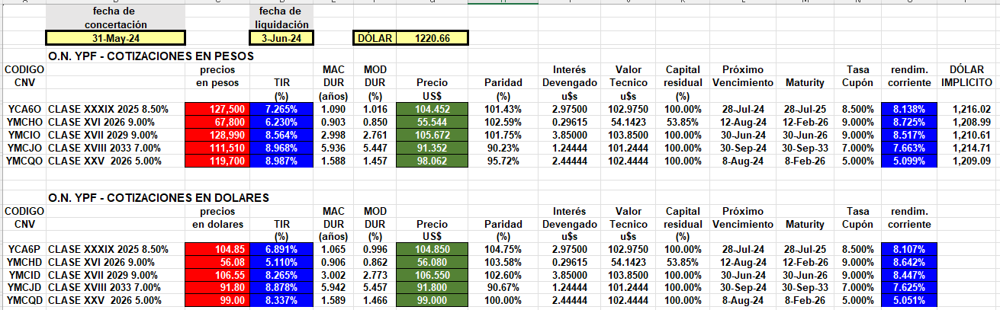 fecha de fecha de
concertación liquidación
31-May-24 3-Jun-24 DÓLAR 1220.66
O.N. YPF - COTIZACIONES EN PESOS
CODIGO precios MAC MOD Interés Valor Capital Próximo Tasa rendim. DÓLAR
CNV en pesos TIR DUR DUR Precio Paridad Devengado Tecnico residual Vencimiento Maturity Cupón corriente IMPLICITO
(%) (años) (%) US$ (%) u$s u$s (%)
YCA6O CLASE XXXIX 2025 8.50% 127,500 7.265% 1.090 1.016 104.452 101.43% 2.97500 102.9750 100.00% 28-Jul-24 28-Jul-25 8.500% 8.138% 1,216.02
YMCHO CLASE XVI 2026 9.00% 67,800 6.230% 0.903 0.850 55.544 102.59% 0.29615 54.1423 53.85% 12-Aug-24 12-Feb-26 9.000% 8.725% 1,208.99
YMCIO CLASE XVII 2029 9.00% 128,990 8.564% 2.998 2.761 105.672 101.75% 3.85000 103.8500 100.00% 30-Jun-24 30-Jun-26 9.000% 8.517% 1,210.61
YMCJO CLASE XVIII 2033 7.00% 111,510 8.968% 5.936 5.447 91.352 90.23% 1.24444 101.2444 100.00% 30-Sep-24 30-Sep-33 7.000% 7.663% 1,214.71
YMCQO CLASE XXV 2026 5.00% 119,700 8.987% 1.588 1.457 98.062 95.72% 2.44444 102.4444 100.00% 8-Aug-24 8-Feb-26 5.000% 5.099% 1,209.09
O.N. YPF - COTIZACIONES EN DOLARES
CODIGO precios MAC MOD Interés Valor Capital Próximo Tasa rendim.
CNV en dolares TIR DUR DUR Precio Paridad Devengado Tecnico residual Vencimiento Maturity Cupón corriente
(%) (años) (%) US$ (%) u$s u$s (%)
YCA6P CLASE XXXIX 2025 8.50% 104.85 6.891% 1.065 0.996 104.850 104.75% 2.97500 102.9750 100.00% 28-Jul-24 28-Jul-25 8.500% 8.107%
YMCHD CLASE XVI 2026 9.00% 56.08 5.110% 0.906 0.862 56.080 103.58% 0.29615 54.1423 53.85% 12-Aug-24 12-Feb-26 9.000% 8.642%
YMCID CLASE XVII 2029 9.00% 106.55 8.265% 3.002 2.773 106.550 102.60% 3.85000 103.8500 100.00% 30-Jun-24 30-Jun-26 9.000% 8.447%
YMCJD CLASE XVIII 2033 7.00% 91.80 8.878% 5.942 5.457 91.800 90.67% 1.24444 101.2444 100.00% 30-Sep-24 30-Sep-33 7.000% 7.625%
YMCQD CLASE XXV 2026 5.00% 99.00 8.337% 1.589 1.466 99.000 100.00% 2.44444 102.4444 100.00% 8-Aug-24 8-Feb-26 5.000% 5.051%